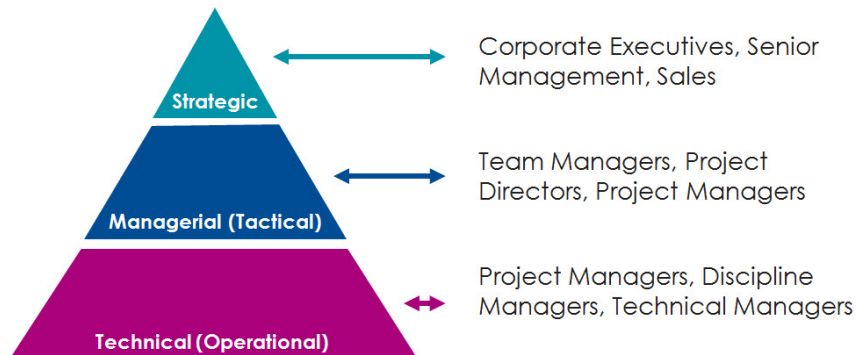 Corporate Executives, Senior
Management, Sales
Strategic
Team Managers, Project
Directors, Project Managers
Managerial (Tactical)
Project Managers, Discipline
Managers, Technical Managers
Technical (Operational)